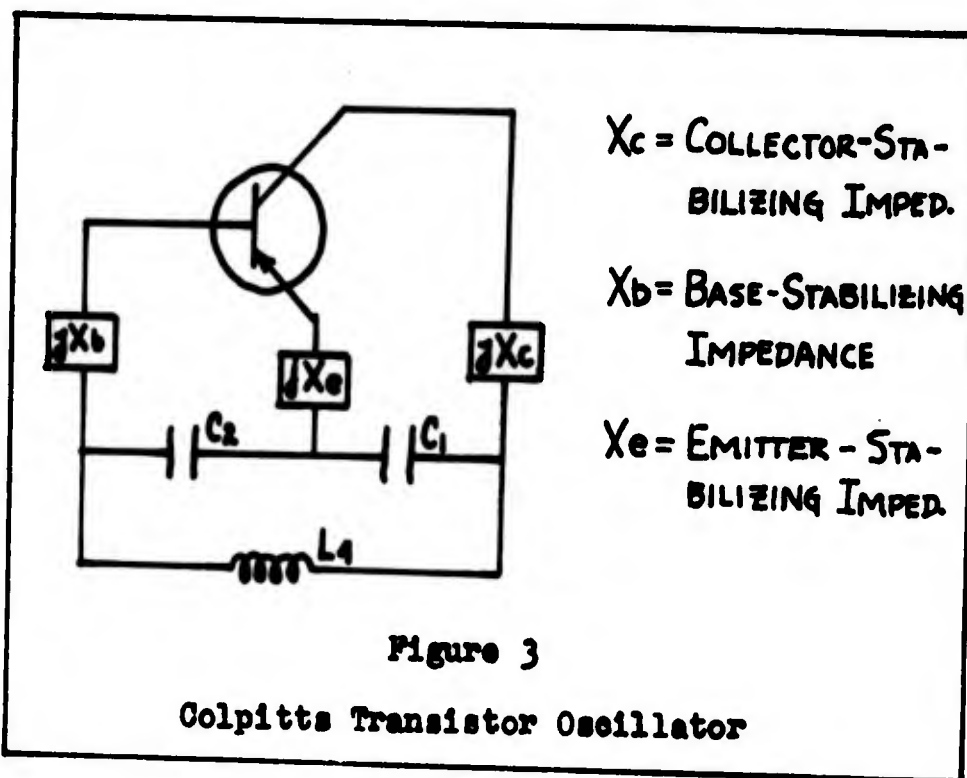 Xc = COLLECTOR-STA-
BILIZING IMPED.
Xb = BASE-STABILIZING
IMPEDANCE
Xe = EMITTER-STA-
BILIZING IMPED.
jXb
jXe
jXc
C2
C1
L4
Figure 3
Colpitts Transistor Oscillator